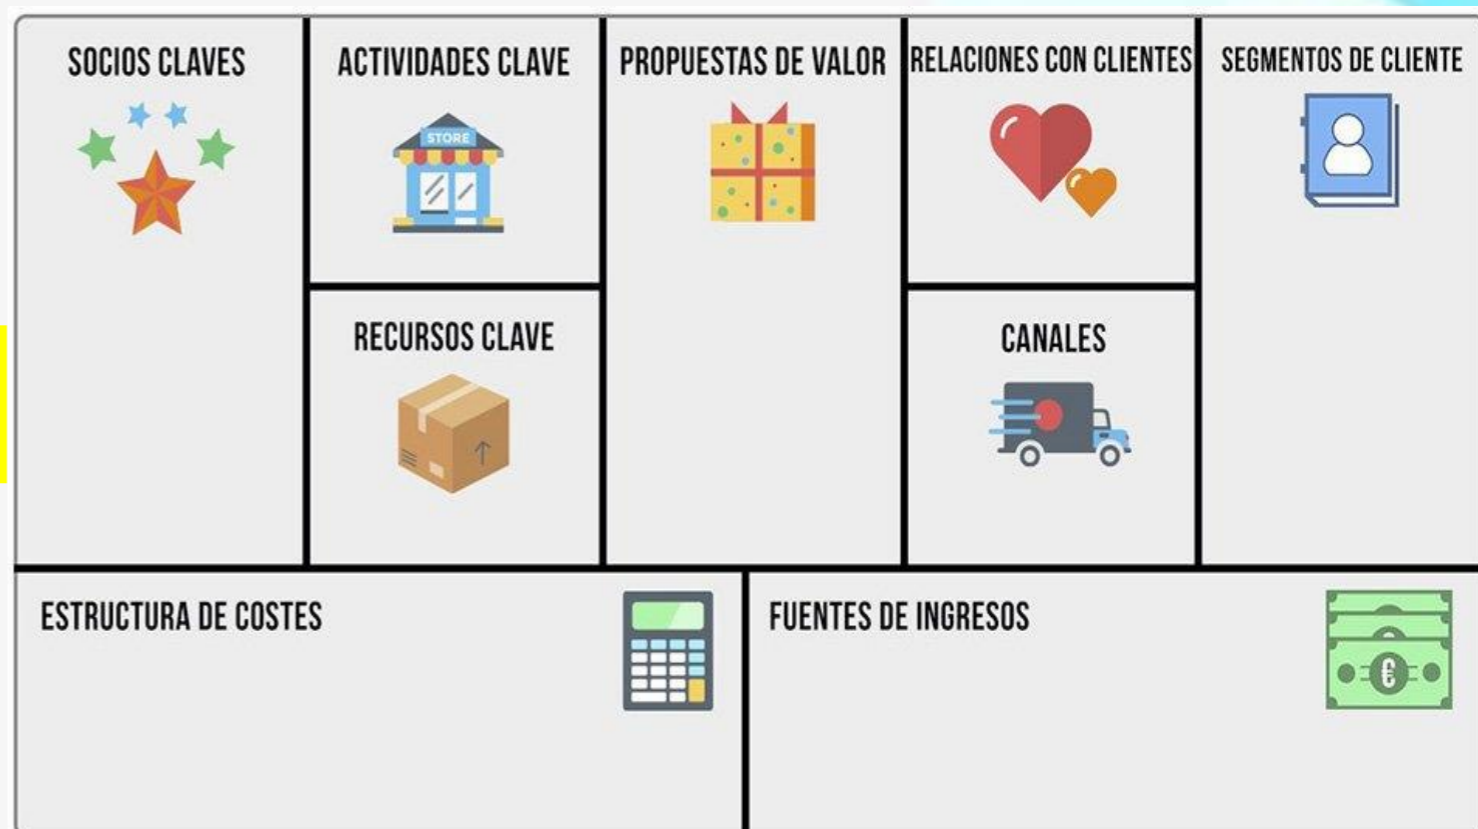 SOCIOS CLAVES
ACTIVIDADES CLAVE
STORE
RECURSOS CLAVE
PROPUESTAS DE VALOR
RELACIONES CON CLIENTES
CANALES
SEGMENTOS DE CLIENTE
ESTRUCTURA DE COSTES
FUENTES DE INGRESOS
€